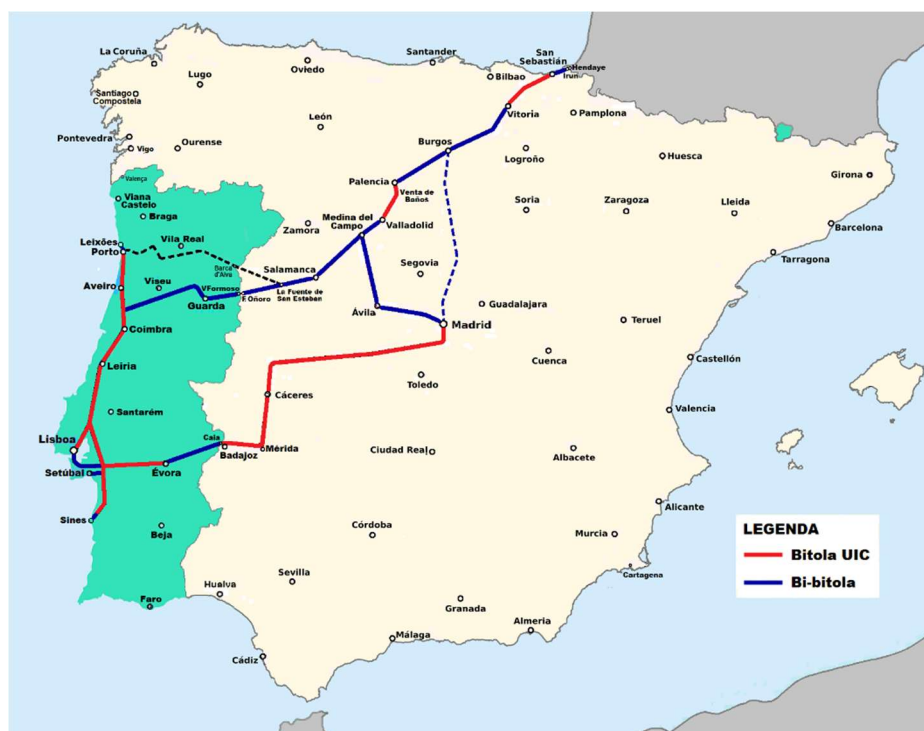 La Coruña
Santander
San
Sebastián
Hendaye
Irun
Oviedo
Bilbao
Lugo
Santiago
Compostela
Vitoria
Pamplona
León
Pontevedra
Burgos
Vigo
Ourense
Logroño
Huesca
Girona
Valença
Palencia
Venta de
Baños
Viana
Castelo
Braga
Zamora
Medina del
Campo
Valladolid
Soria
Zaragoza
Lleida
Barcelona
Leixões
Porto
Vila Real
Barca
d'Alva
Salamanca
Segovia
Tarragona
Aveiro
Viseu
V.Formoso
Guarda
F. Oñoro
La Fuente de
San Esteban
Ávila
Guadalajara
Madrid
Coimbra
Teruel
Cuenca
Castellón
Leiria
Toledo
Cáceres
Santarém
Valencia
Lisboa
Caia
Badajoz
Mérida
Ciudad Real
Albacete
Setúbal
Évora
Sines
Beja
Alicante
Córdoba
Murcia
Cartagena
Sevilla
Huelva
Faro
Granada
Almeria
Málaga
Cádiz
LEGENDA
Bitola UIC
Bi-bitola